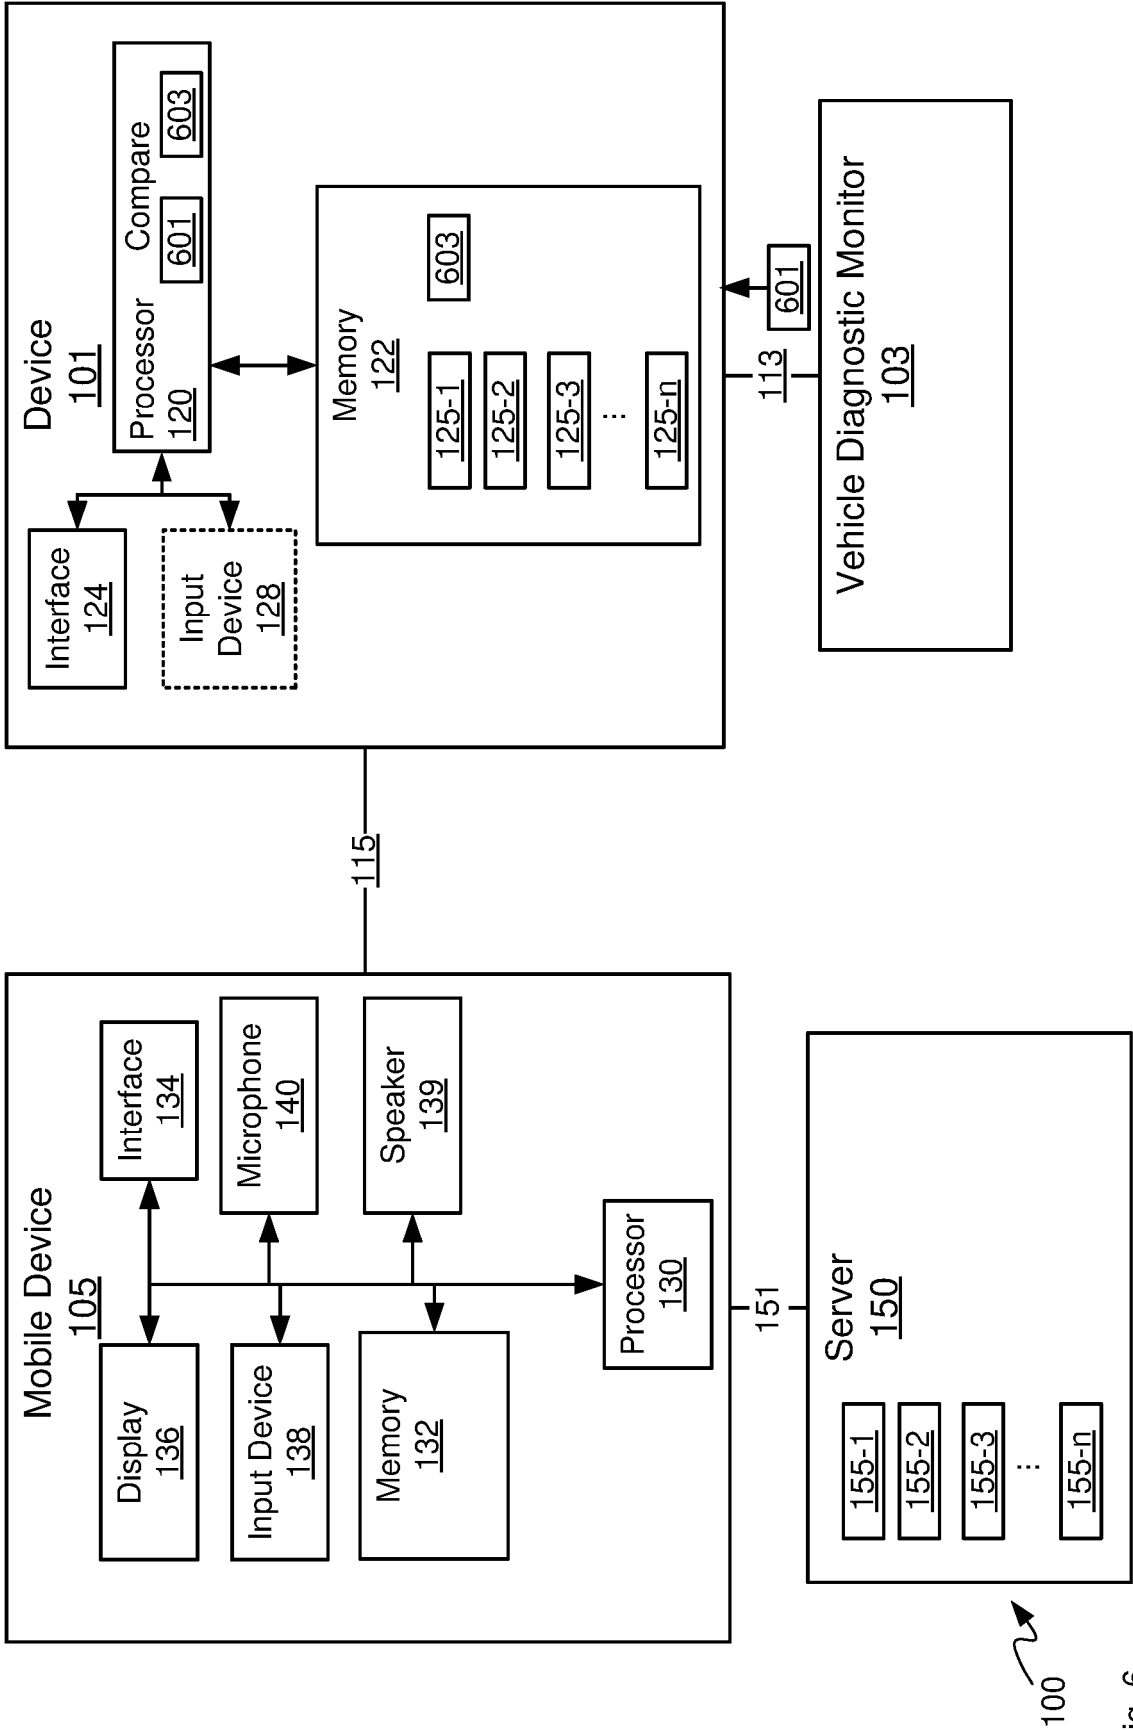 Mobile Device
105
Display
136
Interface
134
Input Device
138
Microphone
140
Memory
132
Speaker
139
Processor
130
115
Device
101
Interface
124
Input
Device
128
Processor
120
Compare
601
603
Memory
122
125-1
125-2
125-3
...
125-n
603
151
Server
150
155-1
155-2
155-3
...
155-n
113
601
Vehicle Diagnostic Monitor
103
100